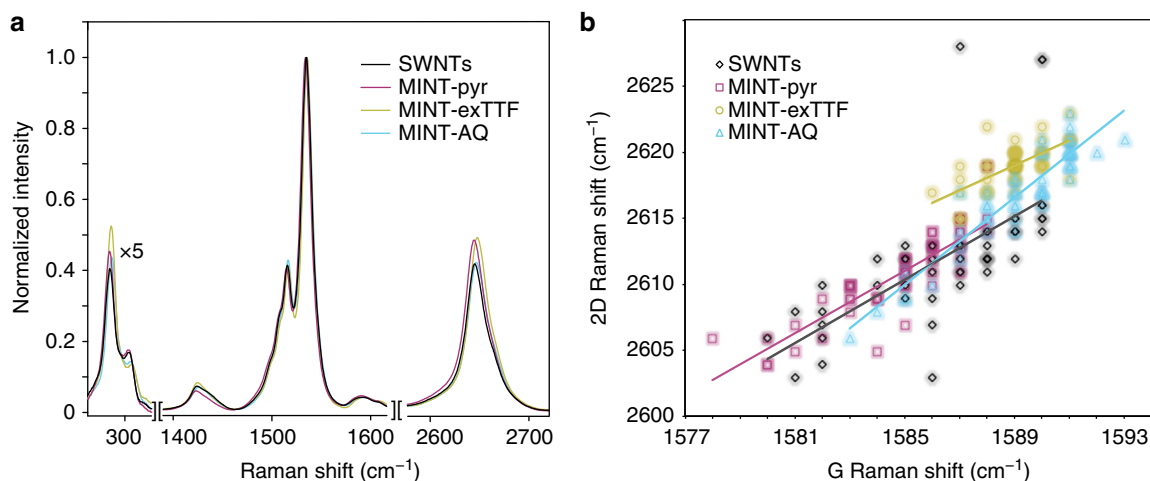 a
Normalized intensity
1.0
0.8
0.6
0.4
0.2
0
×5
SWNTs
MINT-pyr
MINT-exTTF
MINT-AQ
300
1400
1500
1600
2600
2700
Raman shift (cm⁻¹)
b
2D Raman shift (cm⁻¹)
2625
2620
2615
2610
2605
2600
SWNTs
MINT-pyr
MINT-exTTF
MINT-AQ
1577
1581
1585
1589
1593
G Raman shift (cm⁻¹)